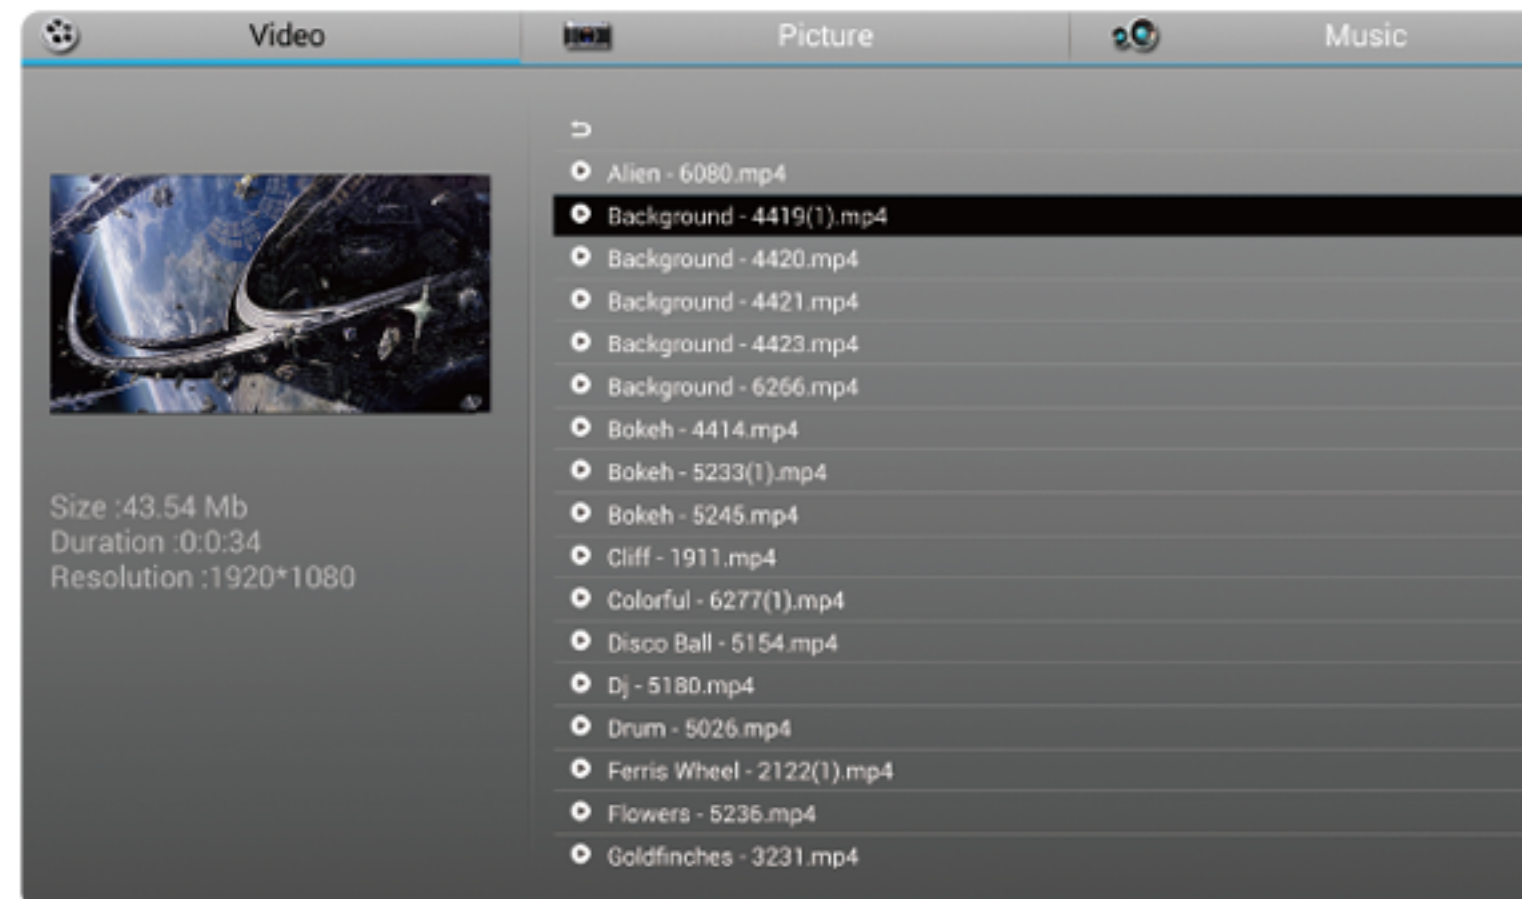 Video Picture Music
Alien - 6080.mp4
Background - 4419(1).mp4
Background - 4420.mp4
Background - 4421.mp4
Background - 4423.mp4
Background - 6266.mp4
Bokeh - 4414.mp4
Bokeh - 5233(1).mp4
Bokeh - 5245.mp4
Cliff - 1911.mp4
Colorful - 6277(1).mp4
Disco Ball - 5154.mp4
Dj - 5180.mp4
Drum - 5026.mp4
Ferris Wheel - 2122(1).mp4
Flowers - 5236.mp4
Goldfinches - 3231.mp4
Size :43.54 Mb
Duration :0:0:34
Resolution :1920*1080